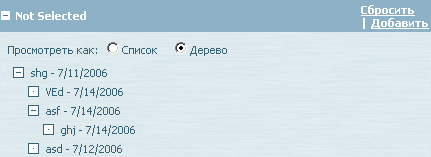 Not Selected
Сбросить
| Добавить
Просмотреть как: Список Дерево
shg - 7/11/2006
VEd - 7/14/2006
asf - 7/14/2006
ghj - 7/14/2006
asd - 7/12/2006